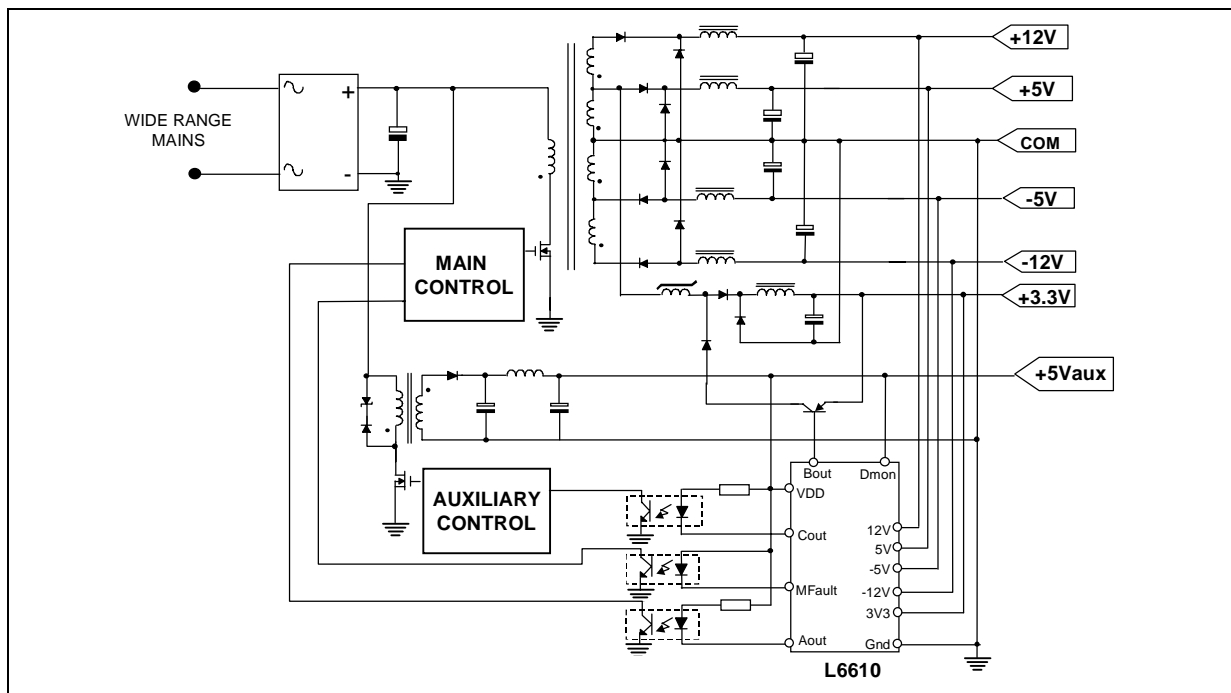 +12V
+5V
WIDE RANGE
MAINS
+
-
COM
-5V
-12V
MAIN
CONTROL
+3.3V
+5Vaux
Bout
Dmon
VDD
AUXILIARY
CONTROL
Cout
12V
5V
-5V
MFault
-12V
3V3
Aout
Gnd
L6610